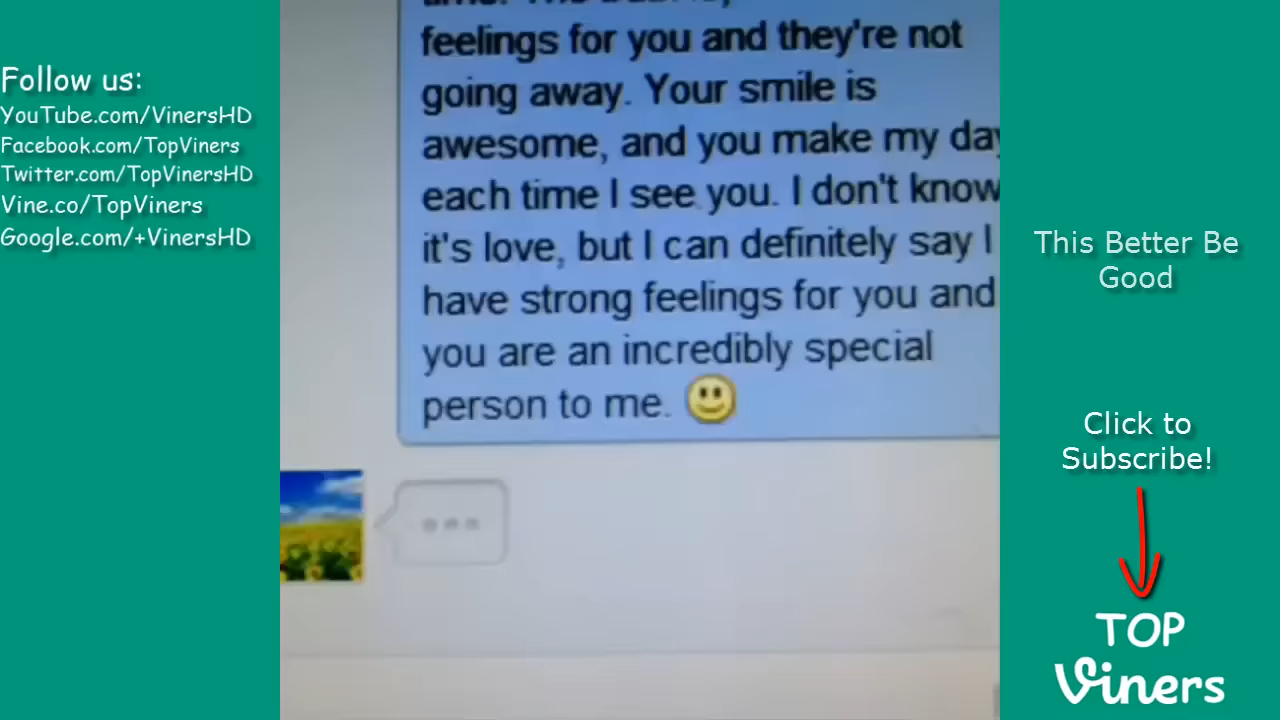 Follow us:
YouTube.com/VinersHD
Facebook.com/TopViners
Twitter.com/TopVinersHD
Vine.co/TopViners
Google.com/+VinersHD
feelings for you and they're not
going away. Your smile is
awesome, and you make my day
each time I see you. I don't know
it's love, but I can definitely say I
have strong feelings for you and
you are an incredibly special
person to me.
This Better Be
Good
Click to
Subscribe!
TOP
Viners